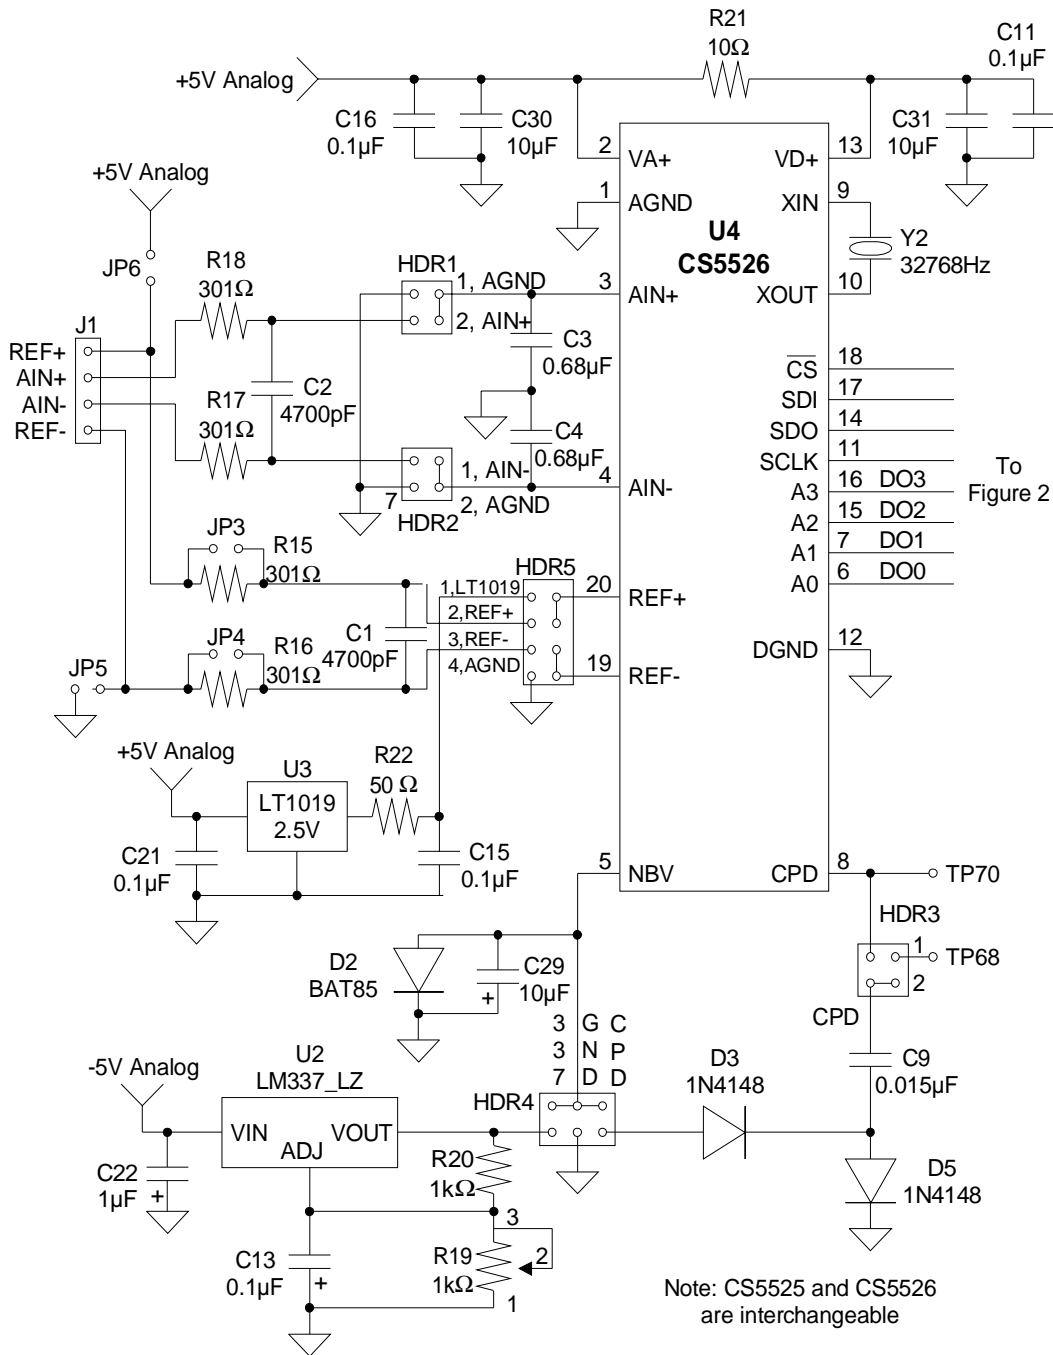 R21
10Ω
C11
0.1µF
+5V Analog
C16
0.1µF
C30
10µF
C31
10µF
2
VA+
VD+
13
+5V Analog
1
AGND
XIN
9
U4
CS5526
Y2
32768Hz
JP6
R18
301Ω
HDR1
1, AGND
3
AIN+
XOUT
10
J1
2, AIN+
C3
0.68µF
REF+
AIN+
AIN-
REF-
C2
4700pF
CS
18
R17
301Ω
SDI
17
SDO
14
C4
0.68µF
SCLK
11
1, AIN-
To
Figure 2
4
AIN-
A3
16
DO3
7
2, AGND
HDR2
A2
15
DO2
A1
7
DO1
JP3
R15
301Ω
HDR5
A0
6
DO0
1,LT1019
20
REF+
2,REF+
C1
4700pF
3,REF-
JP4
R16
301Ω
4,AGND
19
REF-
DGND
12
JP5
+5V Analog
U3
LT1019
2.5V
R22
50 Ω
C21
0.1µF
C15
0.1µF
5
NBV
CPD
8
TP70
HDR3
1
TP68
2
D2
BAT85
C29
10µF
+
CPD
3 G C
3 N P
7 D D
C9
0.015µF
-5V Analog
U2
LM337_LZ
HDR4
D3
1N4148
VIN
VOUT
ADJ
C22
1µF
+
R20
1kΩ
D5
1N4148
3
C13
0.1µF
+
R19
1kΩ
2
1
Note: CS5525 and CS5526
are interchangeable